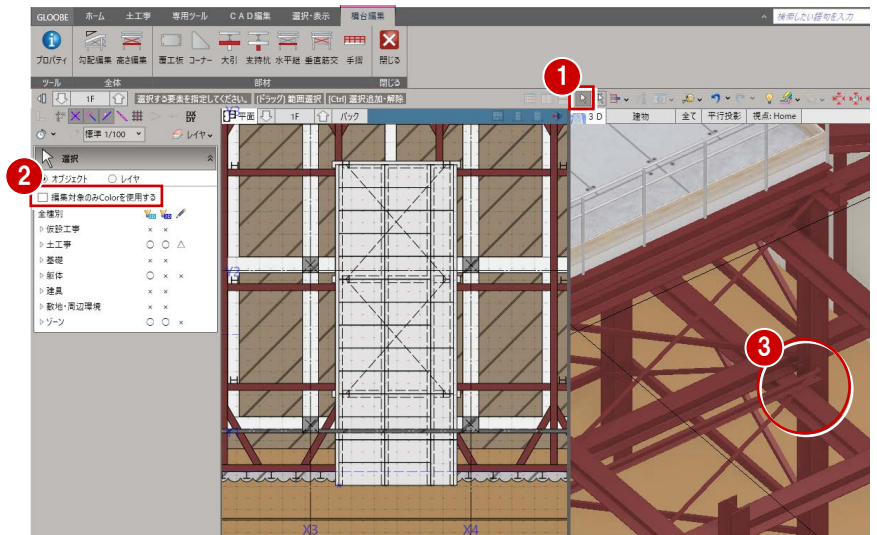 GLOOBE ホーム 土工事 専用ツール CAD編集 選択・表示 構台編集
検索したい語句を入力
プロパティ 勾配編集 高さ編集 覆工板 コーナー 大引 支持杭 水平継 垂直筋交 手摺 閉じる
ツール 全体 部材 閉じる
1
1F 選択する要素を指定してください。 [ドラッグ] 範囲選択 [Ctrl] 選択追加・解除
平面 1F バック
3D 建物 全て 平行投影 視点: Home
標準 1/100 レイヤ
選択
2
オブジェクト レイヤ
編集対象のみColorを使用する
全種別
仮設工事 × ×
土工事 ○ ○ △
基礎 × ×
躯体 ○ × ×
建具 × ×
敷地・周辺環境 × ×
ゾーン ○ ○ ×
3
X3 X4